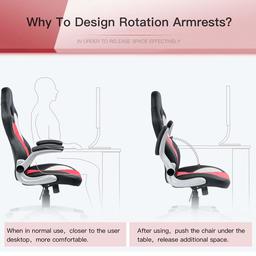 Why To Design Rotation Armrests?
IN URDER TO RELEASE SPACE EFFECTIVELY
When in normal use, closer to the user
desktop, more comfortable.
After using, push the chair under the
table, release additional space.